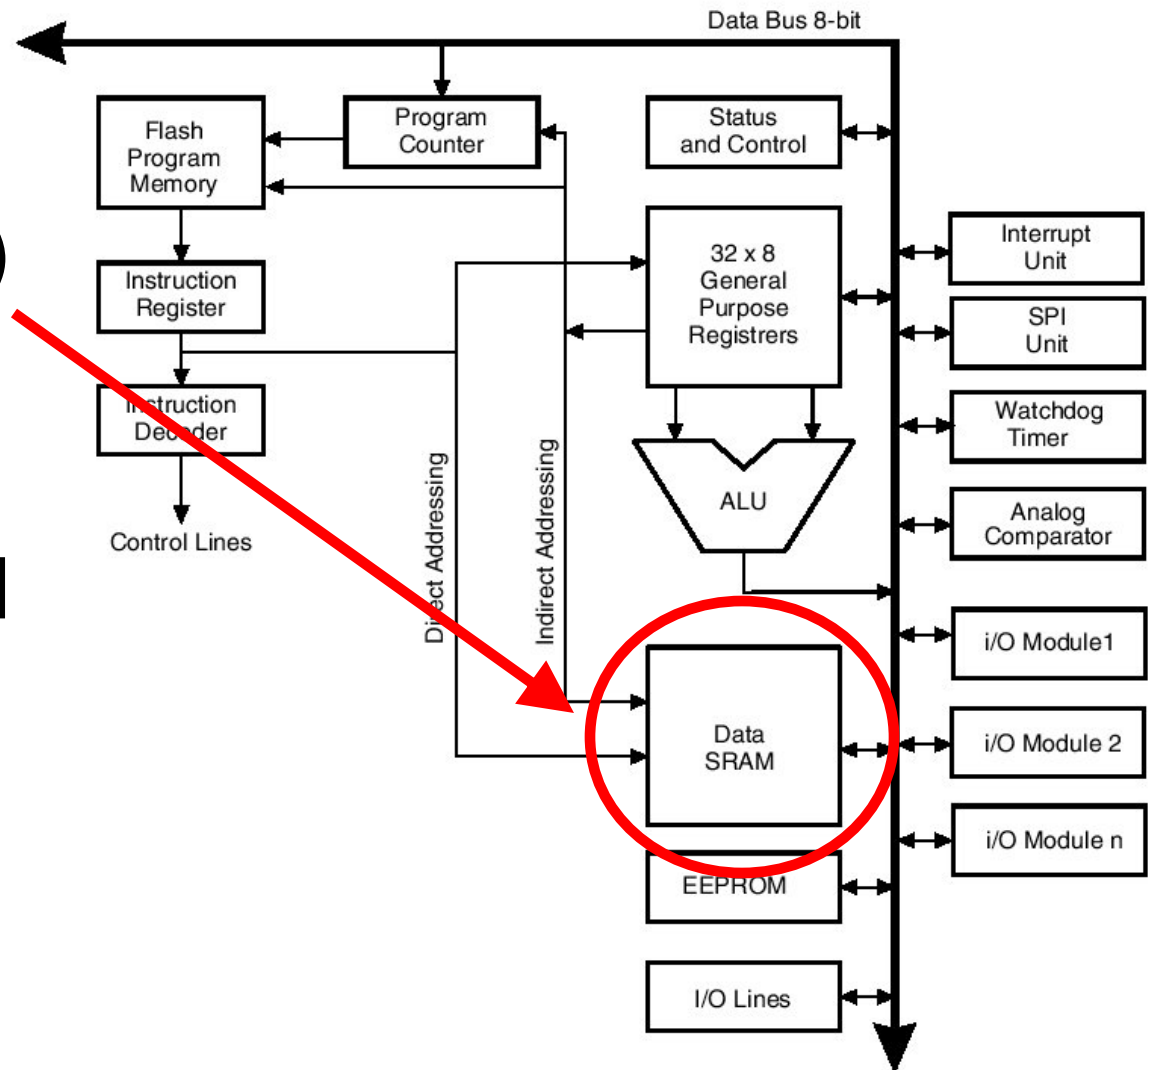 Data Bus 8-bit
Flash
Program
Memory
Program
Counter
Status
and Control
32 x 8
General
Purpose
Registrers
Instruction
Register
Instruction
Decoder
Control Lines
Direct Addressing
Indirect Addressing
ALU
Interrupt
Unit
SPI
Unit
Watchdog
Timer
Analog
Comparator
i/O Module1
Data
SRAM
i/O Module 2
i/O Module n
EEPROM
I/O Lines